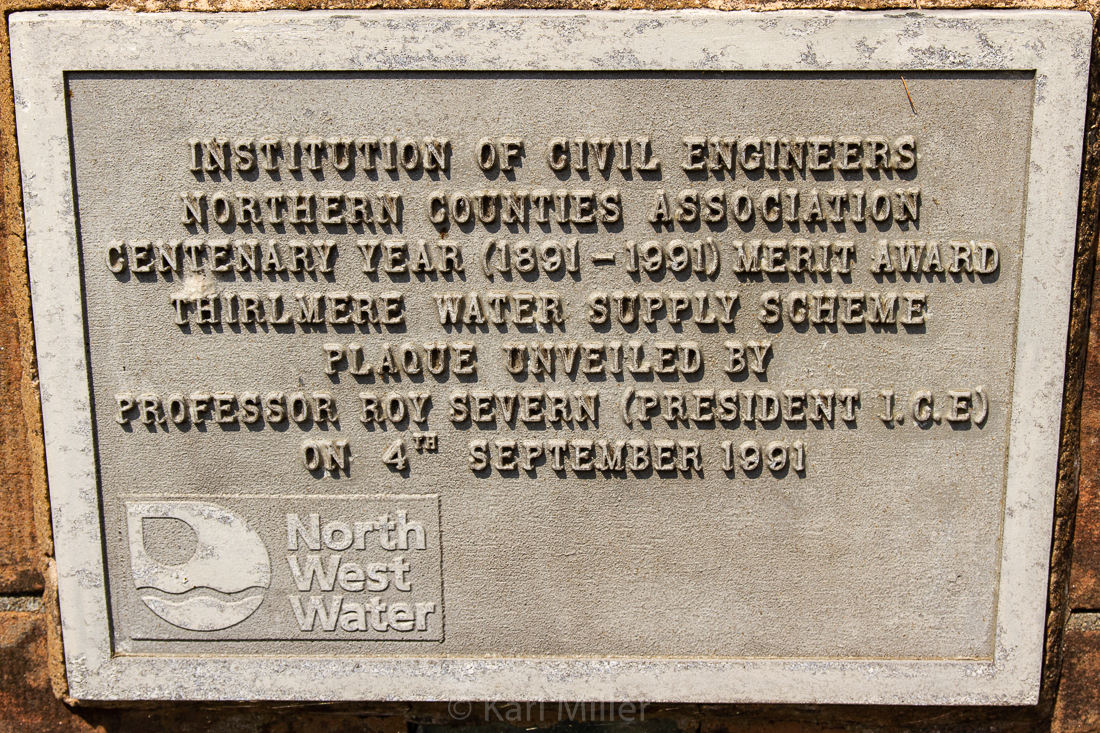 INSTITUTION OF CIVIL ENGINEERS
NORTHERN COUNTIES ASSOCIATION
CENTENARY YEAR (1891 - 1991) MERIT AWARD
THIRLMERE WATER SUPPLY SCHEME
PLAQUE UNVEILED BY
PROFESSOR ROY SEVERN (PRESIDENT I.C.E)
ON 4TH SEPTEMBER 1991
North
West
Water
© Karl Miller